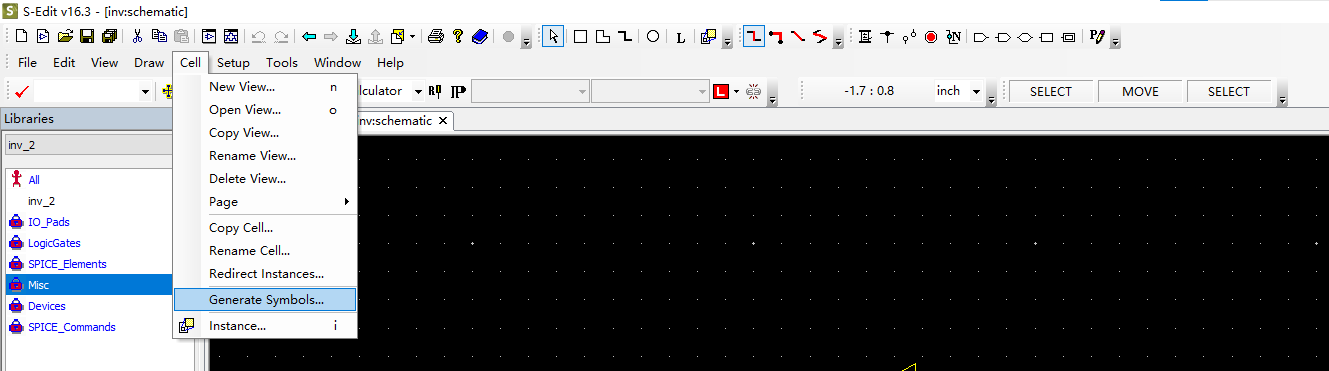 S-Edit v16.3 - [inv:schematic]
File Edit View Draw Cell Setup Tools Window Help
lculator
-1.7 : 0.8 inch SELECT MOVE SELECT
New View... n
Open View... o
Copy View...
Rename View...
Delete View...
Page
Copy Cell...
Rename Cell...
Redirect Instances...
Generate Symbols...
Instance... i
Libraries
inv_2
All
inv_2
IO_Pads
LogicGates
SPICE_Elements
Misc
Devices
SPICE_Commands
inv:schematic